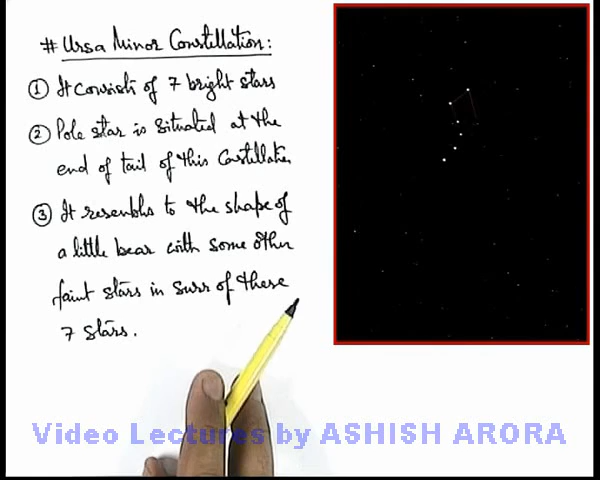 # Ursa Minor Constellation:
① It consists of 7 bright stars
② Pole star is situated at the
end of tail of this Constellation
③ It resembles to the shape of
a little bear with some other
faint stars in surr of these
7 stars.
Video Lectures by ASHISH ARORA